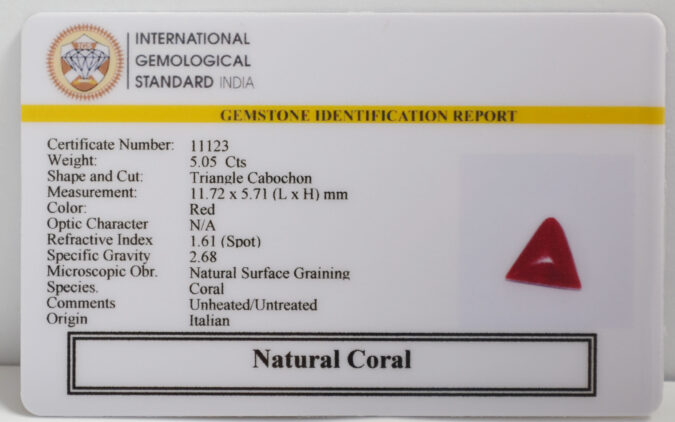 INTERNATIONAL
GEMOLOGICAL
STANDARD INDIA
GEMSTONE IDENTIFICATION REPORT
Certificate Number: 11123
Weight: 5.05 Cts
Shape and Cut: Triangle Cabochon
Measurement: 11.72 x 5.71 (L x H) mm
Color: Red
Optic Character N/A
Refractive Index 1.61 (Spot)
Specific Gravity 2.68
Microscopic Obr. Natural Surface Graining
Species. Coral
Comments Unheated/Untreated
Origin Italian
Natural Coral